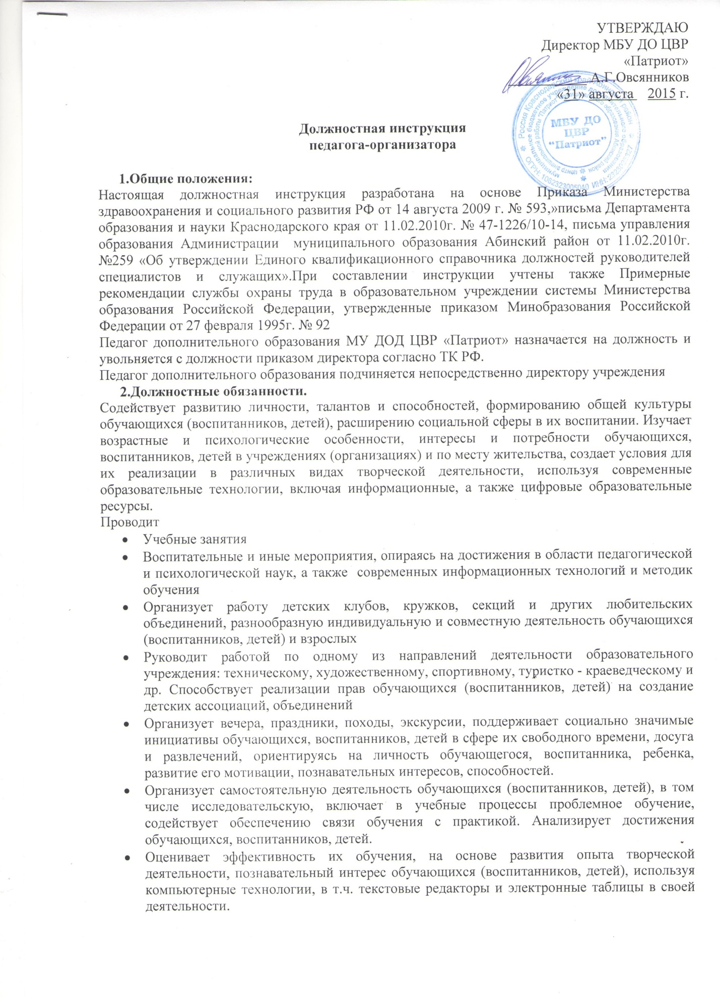 УТВЕРЖДАЮ
Директор МБУ ДО ЦВР
«Патриот»
А.Г.Овсянников
«31» августа 2015 г.
МБУ ДО
ЦВР
“Патриот”
Россия Краснодарский край Абинский район
ОГРН: 1062323005040 ИНН:
Должностная инструкция
педагога-организатора
1.Общие положения:
Настоящая должностная инструкция разработана на основе Приказа Министерства
здравоохранения и социального развития РФ от 14 августа 2009 г. № 593,»письма Департамента
образования и науки Краснодарского края от 11.02.2010г. № 47-1226/10-14, письма управления
образования Администрации муниципального образования Абинский район от 11.02.2010г.
№259 «Об утверждении Единого квалификационного справочника должностей руководителей
специалистов и служащих».При составлении инструкции учтены также Примерные
рекомендации службы охраны труда в образовательном учреждении системы Министерства
образования Российской Федерации, утвержденные приказом Минобразования Российской
Федерации от 27 февраля 1995г. № 92
Педагог дополнительного образования МУ ДОД ЦВР «Патриот» назначается на должность и
увольняется с должности приказом директора согласно ТК РФ.
Педагог дополнительного образования подчиняется непосредственно директору учреждения
2.Должностные обязанности.
Содействует развитию личности, талантов и способностей, формированию общей культуры
обучающихся (воспитанников, детей), расширению социальной сферы в их воспитании. Изучает
возрастные и психологические особенности, интересы и потребности обучающихся,
воспитанников, детей в учреждениях (организациях) и по месту жительства, создает условия для
их реализации в различных видах творческой деятельности, используя современные
образовательные технологии, включая информационные, а также цифровые образовательные
ресурсы.
Проводит
• Учебные занятия
• Воспитательные и иные мероприятия, опираясь на достижения в области педагогической
и психологической наук, а также современных информационных технологий и методик
обучения
• Организует работу детских клубов, кружков, секций и других любительских
объединений, разнообразную индивидуальную и совместную деятельность обучающихся
(воспитанников, детей) и взрослых
• Руководит работой по одному из направлений деятельности образовательного
учреждения: техническому, художественному, спортивному, туристко - краеведческому и
др. Способствует реализации прав обучающихся (воспитанников, детей) на создание
детских ассоциаций, объединений
• Организует вечера, праздники, походы, экскурсии, поддерживает социально значимые
инициативы обучающихся, воспитанников, детей в сфере их свободного времени, досуга
и развлечений, ориентируясь на личность обучающегося, воспитанника, ребенка,
развитие его мотивации, познавательных интересов, способностей.
• Организует самостоятельную деятельность обучающихся (воспитанников, детей), в том
числе исследовательскую, включает в учебные процессы проблемное обучение,
содействует обеспечению связи обучения с практикой. Анализирует достижения
обучающихся, воспитанников, детей.
• Оценивает эффективность их обучения, на основе развития опыта творческой
деятельности, познавательный интерес обучающихся (воспитанников, детей), используя
компьютерные технологии, в т.ч. текстовые редакторы и электронные таблицы в своей
деятельности.